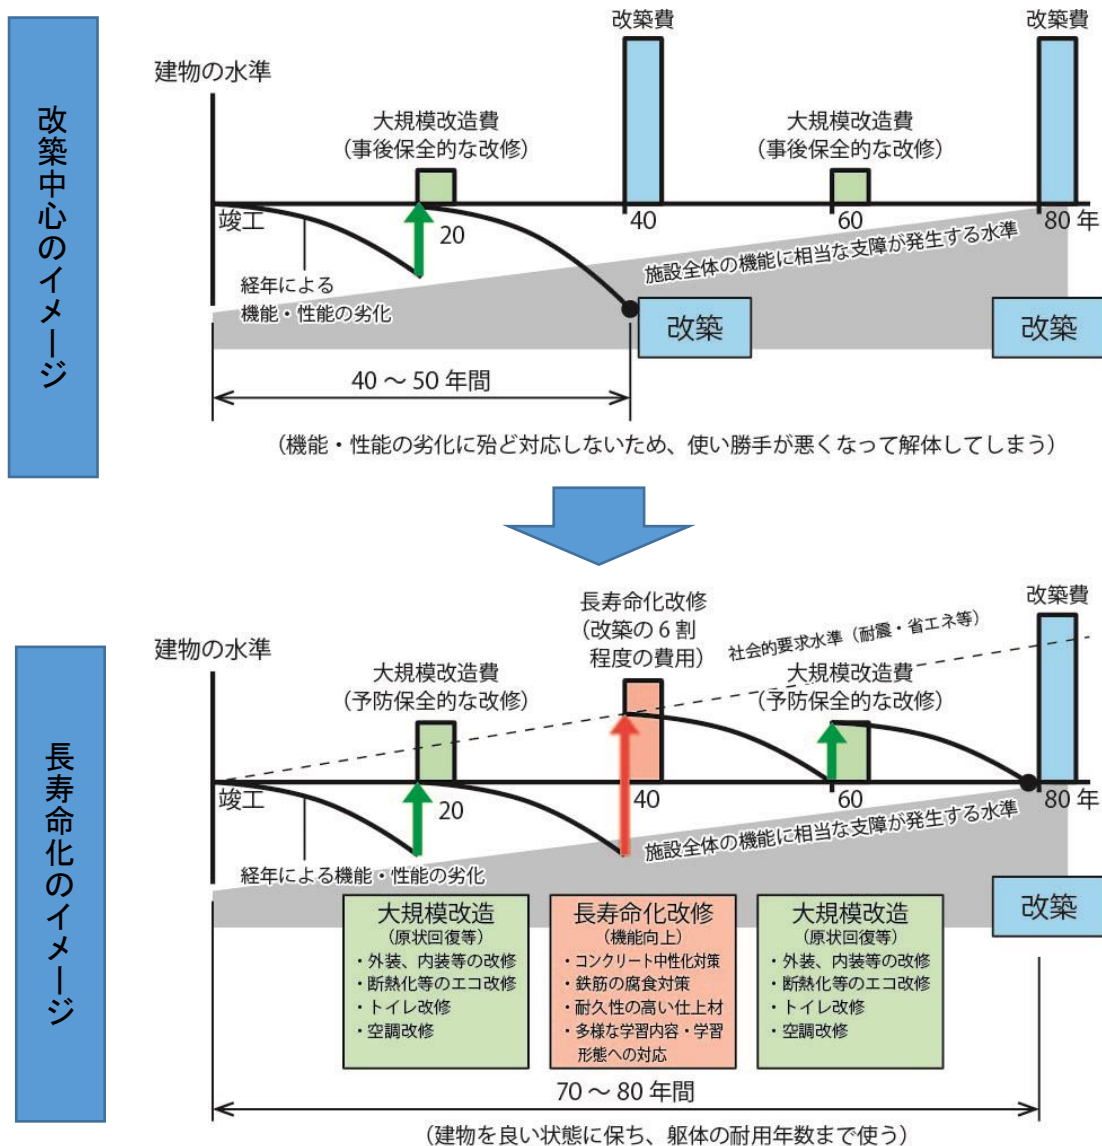 改築中心のイメージ
改築費
改築費
建物の水準
大規模改造費
（事後保全的な改修）
大規模改造費
（事後保全的な改修）
竣工
20
40
60
80 年
経年による
機能・性能の劣化
施設全体の機能に相当な支障が発生する水準
改築
改築
40 ～ 50 年間
（機能・性能の劣化に殆ど対応しないため、使い勝手が悪くなって解体してしまう）
長寿命化のイメージ
長寿命化改修
（改築の 6 割
程度の費用）
改築費
社会的要求水準（耐震・省エネ等）
建物の水準
大規模改造費
（予防保全的な改修）
大規模改造費
（予防保全的な改修）
竣工
20
40
60
80 年
経年による機能・性能の劣化
施設全体の機能に相当な支障が発生する水準
大規模改造
（原状回復等）
・外装、内装等の改修
・断熱化等のエコ改修
・トイレ改修
・空調改修
長寿命化改修
（機能向上）
・コンクリート中性化対策
・鉄筋の腐食対策
・耐久性の高い仕上材
・多様な学習内容・学習
形態への対応
大規模改造
（原状回復等）
・外装、内装等の改修
・断熱化等のエコ改修
・トイレ改修
・空調改修
改築
70 ～ 80 年間
（建物を良い状態に保ち、躯体の耐用年数まで使う）